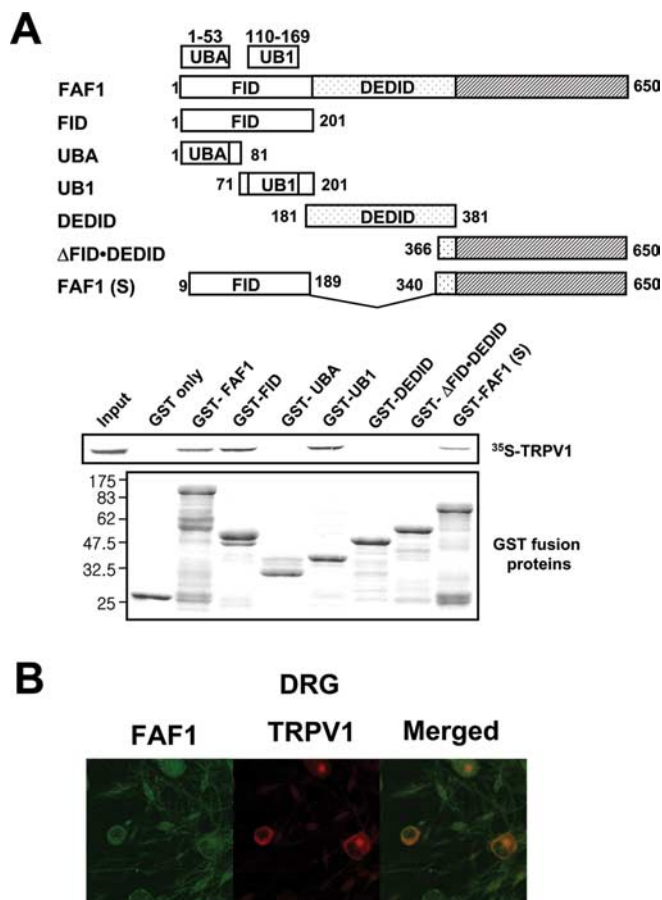 A
1-53 110-169
UBA UB1
FAF1 1 FID DEDID 650
FID 1 FID 201
UBA 1 UBA 81
UB1 71 UB1 201
DEDID 181 DEDID 381
ΔFID•DEDID 366 650
FAF1 (S) 9 FID 189 340 650
Input GST only GST- FAF1 GST-FID GST- UBA GST-UB1 GST-DEDID GST- ΔFID•DEDID GST-FAF1 (S)
35S-TRPV1
175
83
62
47.5
32.5
25
GST fusion
proteins
B
DRG
FAF1 TRPV1 Merged